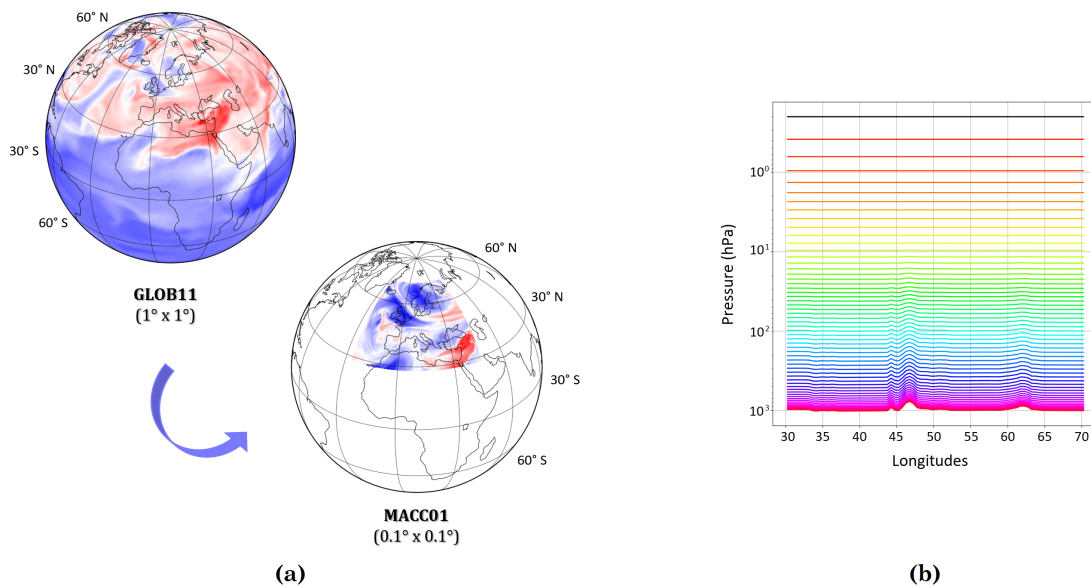 60° N
30° N
30° S
60° S
GLOB11
(1° x 1°)
60° N
30° N
30° S
60° S
MACC01
(0.1° x 0.1°)
(a)
Pressure (hPa)
10⁰
10¹
10²
10³
30 35 40 45 50 55 60 65 70
Longitudes
(b)